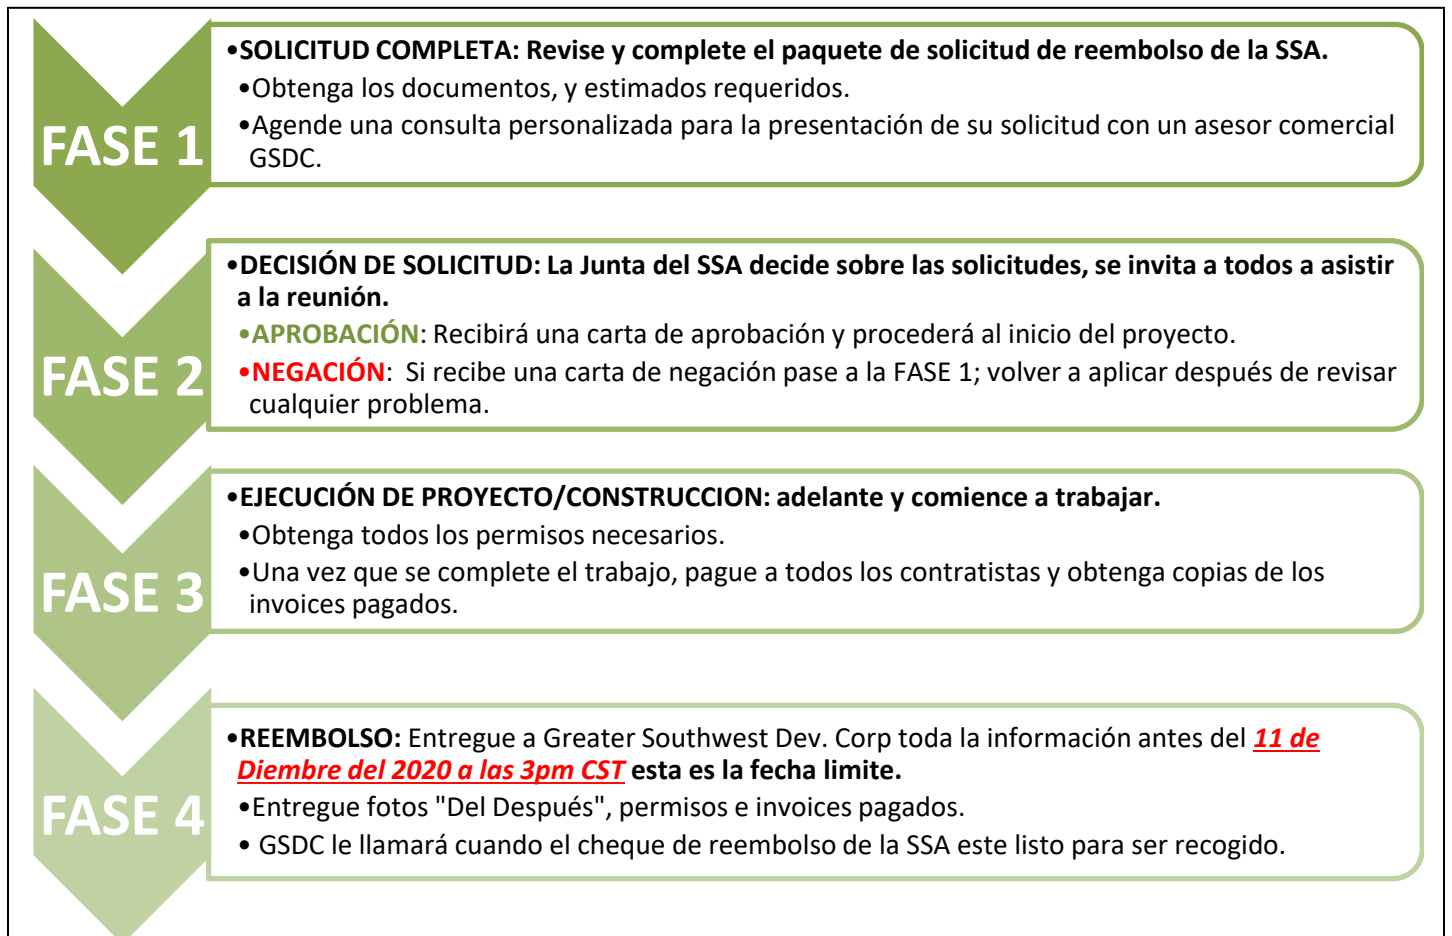 FASE 1
•SOLICITUD COMPLETA: Revise y complete el paquete de solicitud de reembolso de la SSA.
•Obtenga los documentos, y estimados requeridos.
•Agende una consulta personalizada para la presentación de su solicitud con un asesor comercial
GSDC.
FASE 2
•DECISIÓN DE SOLICITUD: La Junta del SSA decide sobre las solicitudes, se invita a todos a asistir
a la reunión.
•APROBACIÓN: Recibirá una carta de aprobación y procederá al inicio del proyecto.
•NEGACIÓN:  Si recibe una carta de negación pase a la FASE 1; volver a aplicar después de revisar
cualquier problema.
FASE 3
•EJECUCIÓN DE PROYECTO/CONSTRUCCION: adelante y comience a trabajar.
•Obtenga todos los permisos necesarios.
•Una vez que se complete el trabajo, pague a todos los contratistas y obtenga copias de los
invoices pagados.
FASE 4
•REEMBOLSO: Entregue a Greater Southwest Dev. Corp toda la información antes del 11 de
Diembre del 2020 a las 3pm CST esta es la fecha limite.
•Entregue fotos "Del Después", permisos e invoices pagados.
• GSDC le llamará cuando el cheque de reembolso de la SSA este listo para ser recogido.